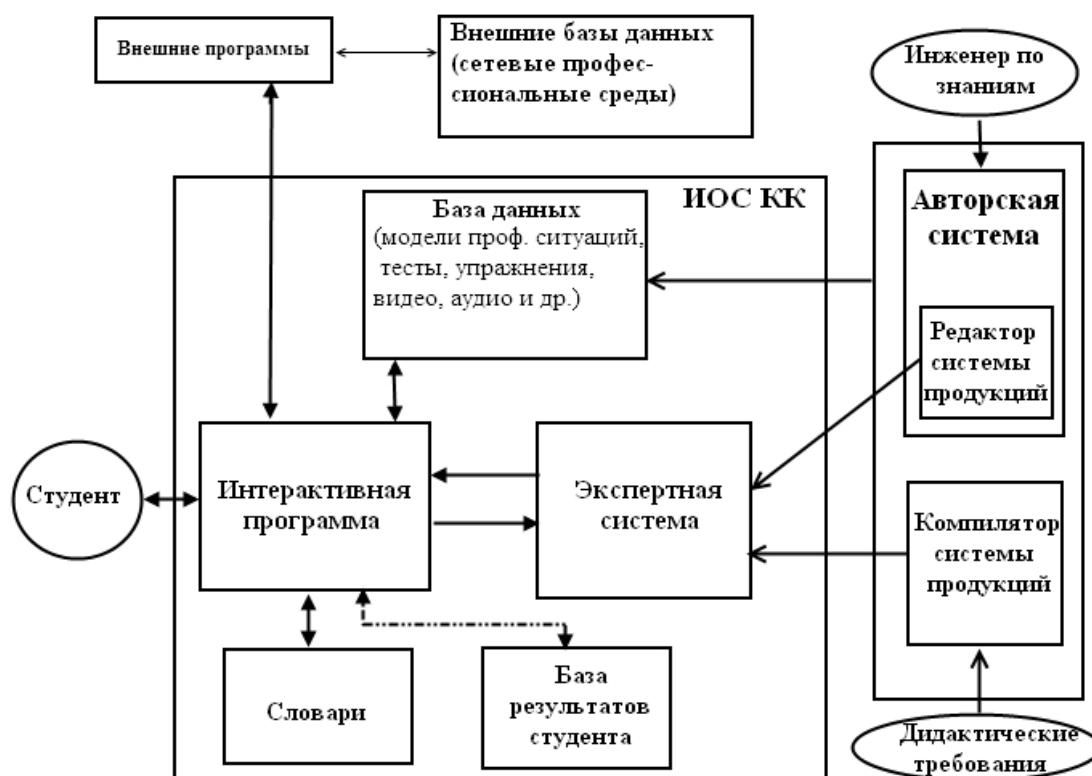 Внешние программы
Внешние базы данных
(сетевые профес-
сиональные среды)
Инженер по
знаниям
ИОС КК
База данных
(модели проф. ситуаций,
тесты, упражнения,
видео, аудио и др.)
Авторская
система
Редактор
системы
продукций
Студент
Интерактивная
программа
Экспертная
система
Компилятор
системы
продукций
Словари
База
результатов
студента
Дидактические
требования